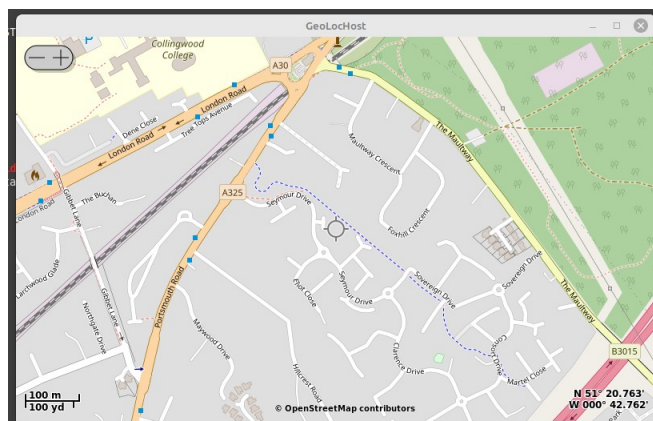 GeoLocHost
Collingwood
College
P
A30
London Road
Dene Close
Tree Tops Avenue
London Road
The Maultway
Maultway Crescent
A325
The Buchan
Gibbet Lane
London Road
Seymour Drive
Foxhill Crescent
Larchwood Glade
Portsmouth Road
Eliot Close
Seymour Drive
Sovereign Drive
Sovereign Drive
The Maultway
Gibbet Lane
Northgate Drive
Maywood Drive
Hillcrest Road
Clarence Drive
Consort Drive
Martel Close
B3015
Park
100 m
100 yd
© OpenStreetMap contributors
N 51° 20.763'
W 000° 42.762'